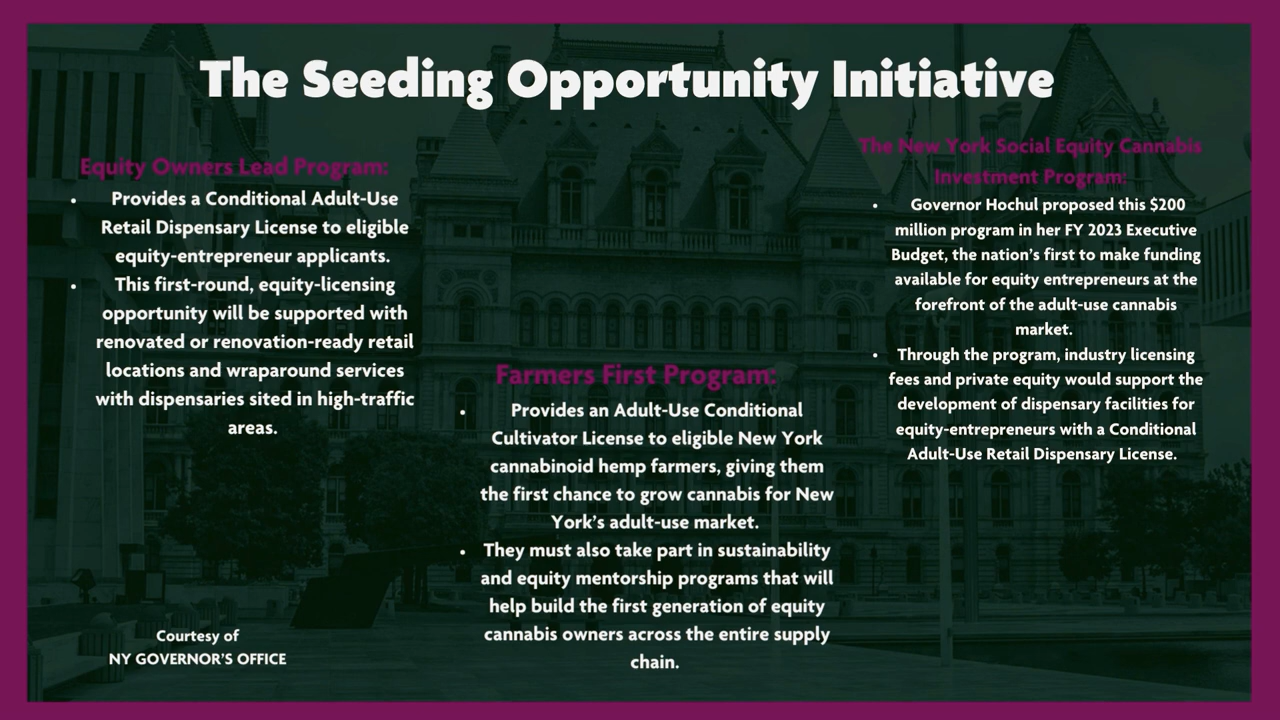 The Seeding Opportunity Initiative
Equity Owners Lead Program:
• Provides a Conditional Adult-Use
Retail Dispensary License to eligible
equity-entrepreneur applicants.
• This first-round, equity-licensing
opportunity will be supported with
renovated or renovation-ready retail
locations and wraparound services
with dispensaries sited in high-traffic
areas.
Farmers First Program:
• Provides an Adult-Use Conditional
Cultivator License to eligible New York
cannabinoid hemp farmers, giving them
the first chance to grow cannabis for New
York's adult-use market.
• They must also take part in sustainability
and equity mentorship programs that will
help build the first generation of equity
cannabis owners across the entire supply
chain.
The New York Social Equity Cannabis
Investment Program:
• Governor Hochul proposed this $200
million program in her FY 2023 Executive
Budget, the nation's first to make funding
available for equity entrepreneurs at the
forefront of the adult-use cannabis
market.
• Through the program, industry licensing
fees and private equity would support the
development of dispensary facilities for
equity-entrepreneurs with a Conditional
Adult-Use Retail Dispensary License.
Courtesy of
NY GOVERNOR'S OFFICE